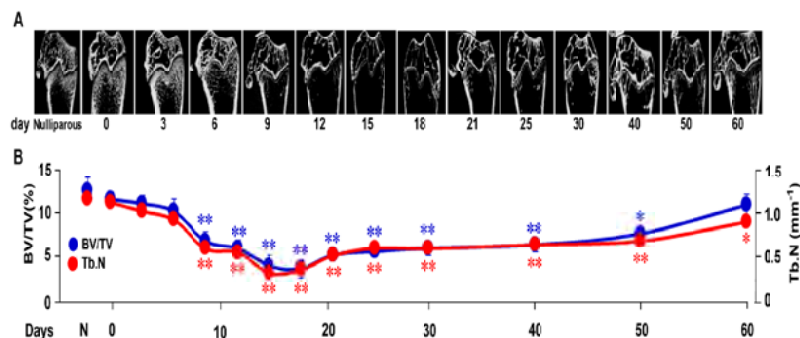 A
day Nulliparous 0 3 6 9 12 15 18 21 25 30 40 50 60
B
15 1.5
BV/TV(%) Tb.N (mm⁻¹)
** ** ** ** ** ** ** ** *
10 1.0
BV/TV
Tb.N
5 0.5
** ** ** ** ** ** ** ** ** *
0 0
Days N 0 10 20 30 40 50 60